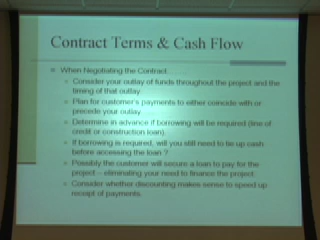 Contract Terms & Cash Flow
When Negotiating the Contract...
Consider your outlay of funds throughout the project and the
timing of that outlay.
Plan for customer's payments to either coincide with or
precede your outlay
Determine in advance if borrowing will be required (line of
credit or construction loan).
If borrowing is required, will you still need to tie up cash
before accessing the loan ?
Possibly the customer will secure a loan to pay for the
project – eliminating your need to finance the project.
Consider whether discounting makes sense to speed up
receipt of payments.